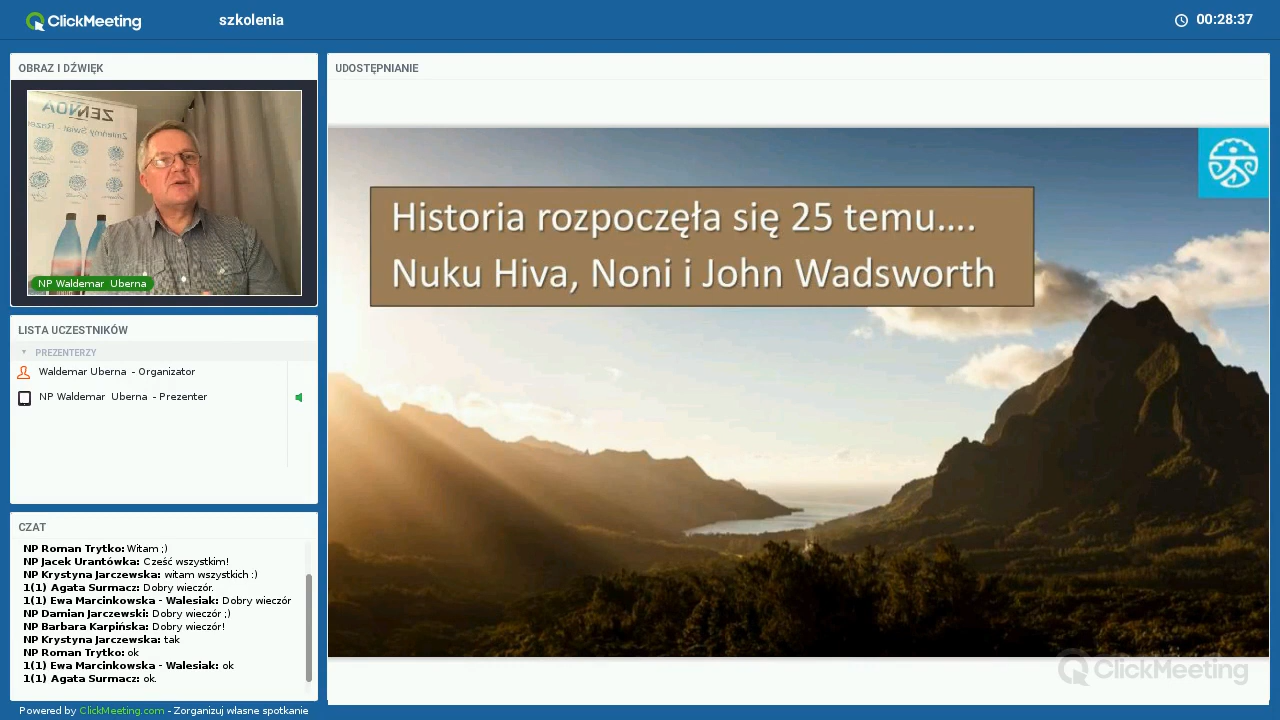 ClickMeeting
szkolenia
00:28:37
OBRAZ I DŹWIĘK
ZENNOA
Zmieniamy Świat - Razem
NP Waldemar  Uberna
LISTA UCZESTNIKÓW
PREZENTERZY
Waldemar Uberna  - Organizator
NP Waldemar  Uberna  - Prezenter
CZAT
NP Roman Trytko: Witam ;)
NP Jacek Urantówka: Cześć wszystkim!
NP Krystyna Jarczewska: witam wszystkich :)
1(1) Agata Surmacz: Dobry wieczór.
1(1) Ewa Marcinkowska - Walesiak: Dobry wieczór
NP Damian Jarczewski: Dobry wieczór ;)
NP Barbara Karpińska: Dobry wieczór!
NP Krystyna Jarczewska: tak
NP Roman Trytko: ok
1(1) Ewa Marcinkowska - Walesiak: ok
1(1) Agata Surmacz: ok.
Powered by ClickMeeting.com - Zorganizuj własne spotkanie
UDOSTĘPNIANIE
Historia rozpoczęła się 25 temu....
Nuku Hiva, Noni i John Wadsworth
ClickMeeting